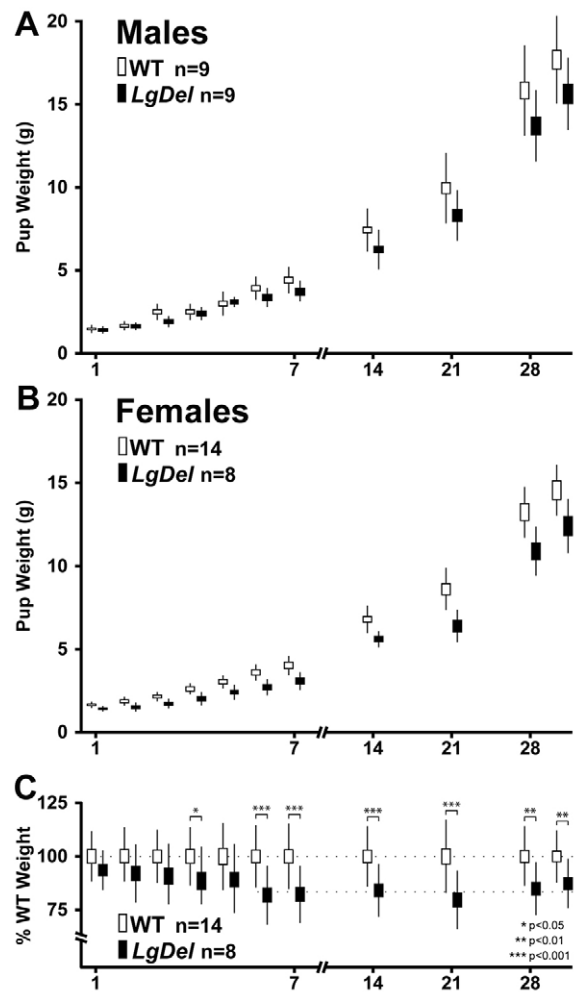 A
Males
WT n=9
LgDel n=9
Pup Weight (g)
20
15
10
5
0
1
7
14
21
28
B
Females
WT n=14
LgDel n=8
Pup Weight (g)
20
15
10
5
0
1
7
14
21
28
C
% WT Weight
125
100
75
*
***
***
***
***
**
**
WT n=14
LgDel n=8
* p<0.05
** p<0.01
*** p<0.001
1
7
14
21
28